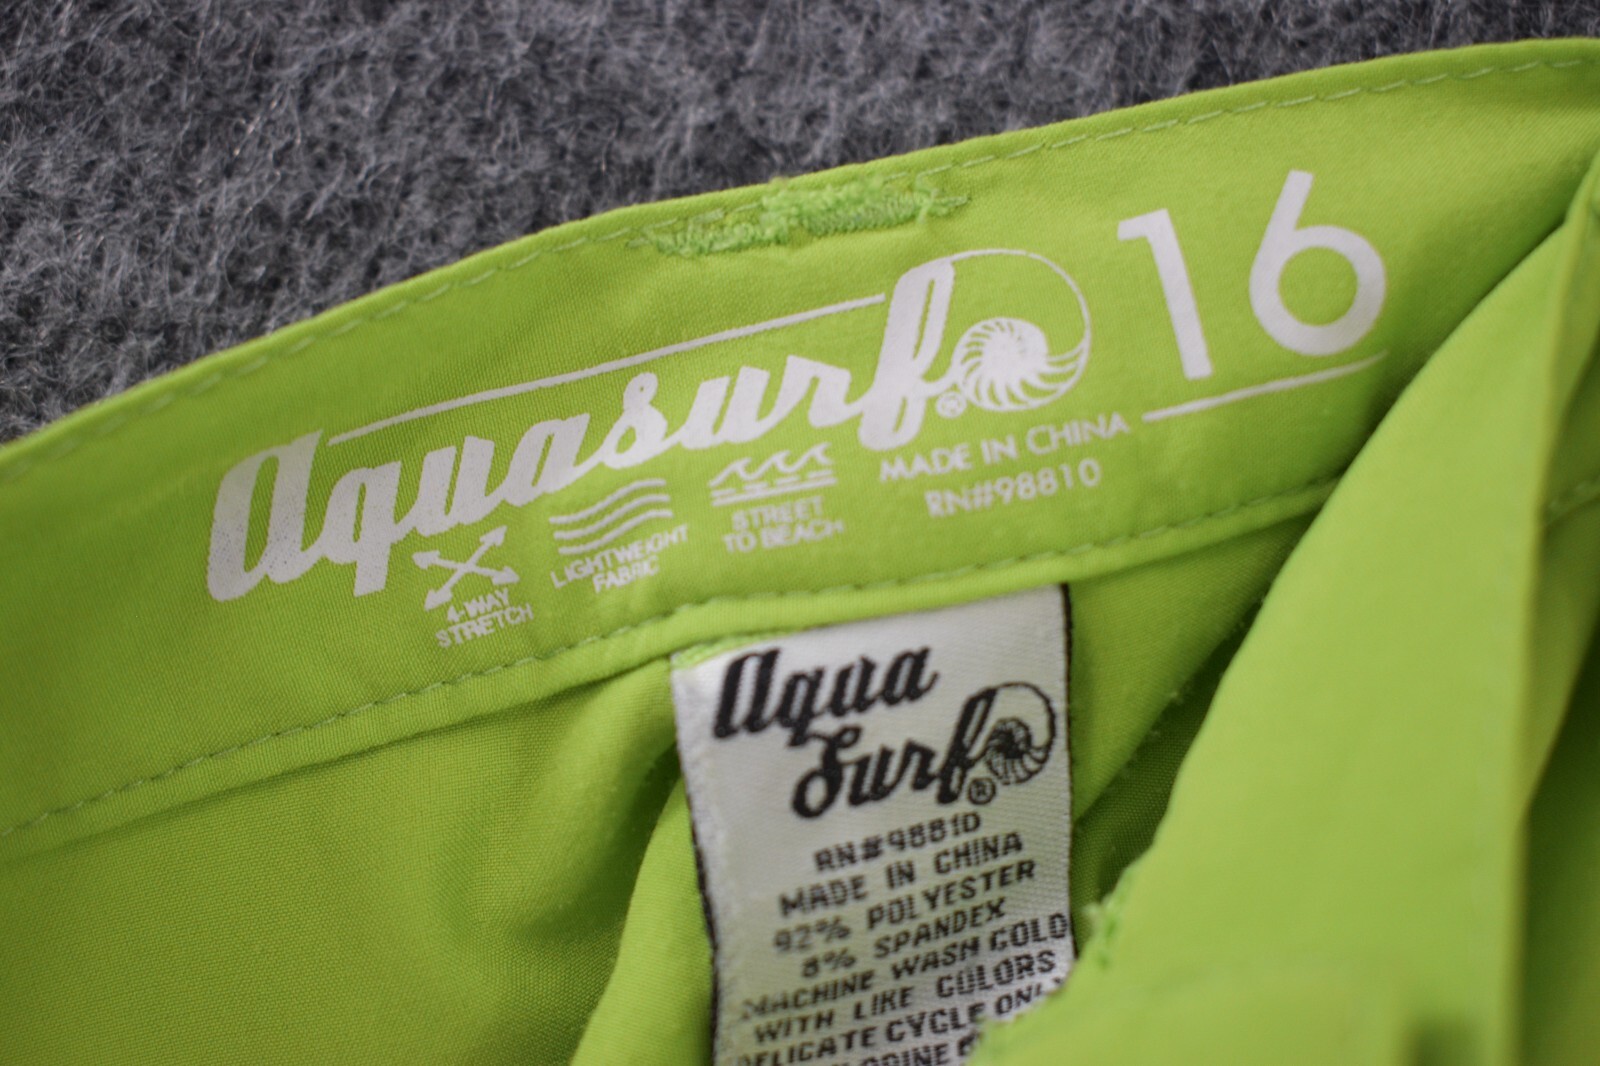 Aquasurf® 16
4-WAY
STRETCH
LIGHTWEIGHT
FABRIC
STREET
TO BEACH
MADE IN CHINA
RN#98810
Aqua
Surf®
RN#98810
MADE IN CHINA
92% POLYESTER
8% SPANDEX
MACHINE WASH COLD
WITH LIKE COLORS
DELICATE CYCLE ONLY